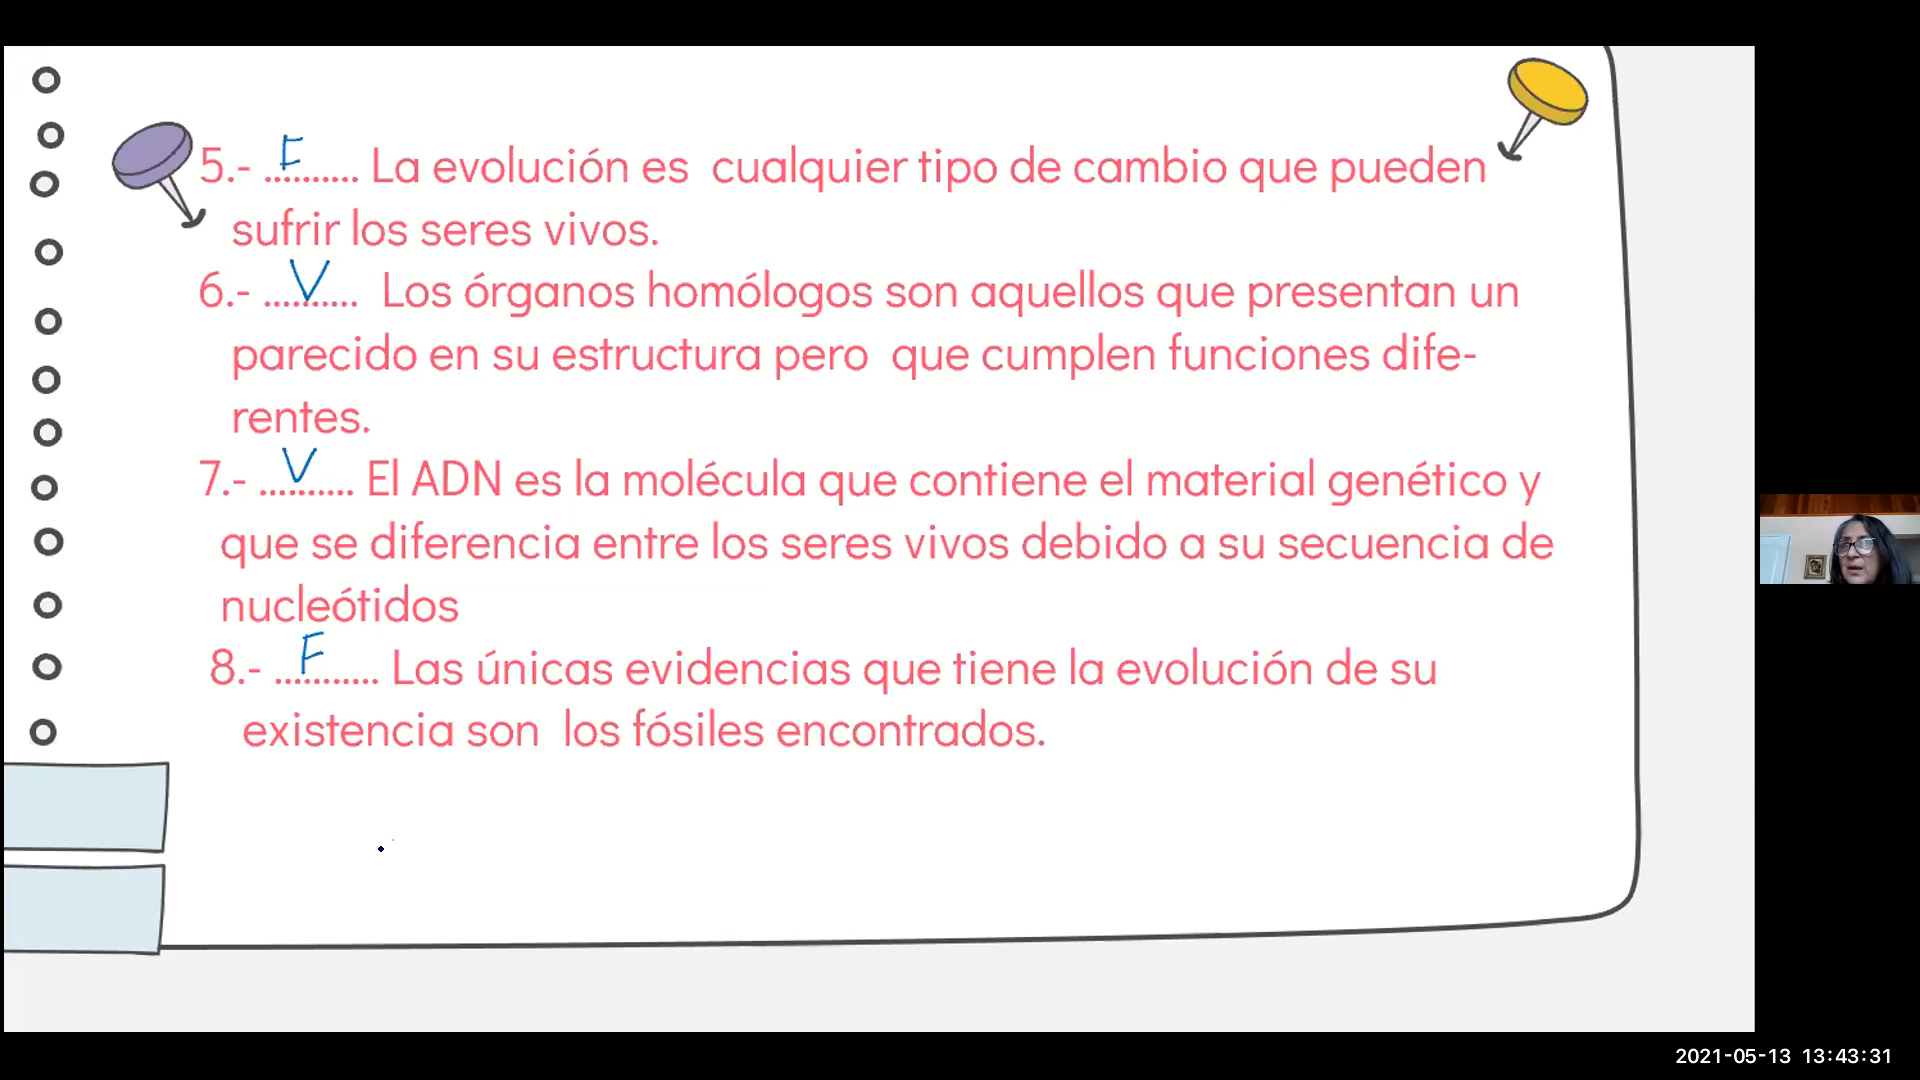 5.- ..F....... La evolución es cualquier tipo de cambio que pueden
sufrir los seres vivos.
6.- ....V...... Los órganos homólogos son aquellos que presentan un
parecido en su estructura pero que cumplen funciones dife-
rentes.
7.- ....V...... El ADN es la molécula que contiene el material genético y
que se diferencia entre los seres vivos debido a su secuencia de
nucleótidos
8.- ...F........ Las únicas evidencias que tiene la evolución de su
existencia son los fósiles encontrados.
2021-05-13 13:43:31